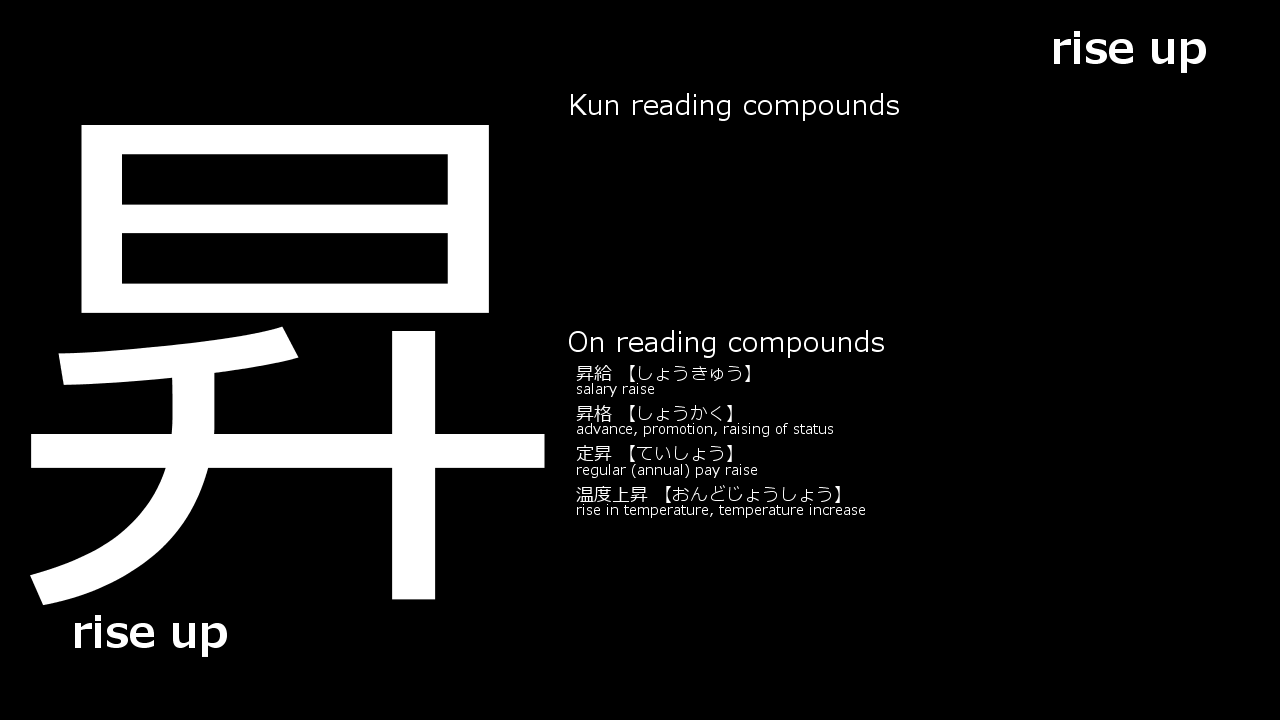 rise up
Kun reading compounds
昇
On reading compounds
昇給 【しょうきゅう】
salary raise
昇格 【しょうかく】
advance, promotion, raising of status
定昇 【ていしょう】
regular (annual) pay raise
温度上昇 【おんどじょうしょう】
rise in temperature, temperature increase
rise up